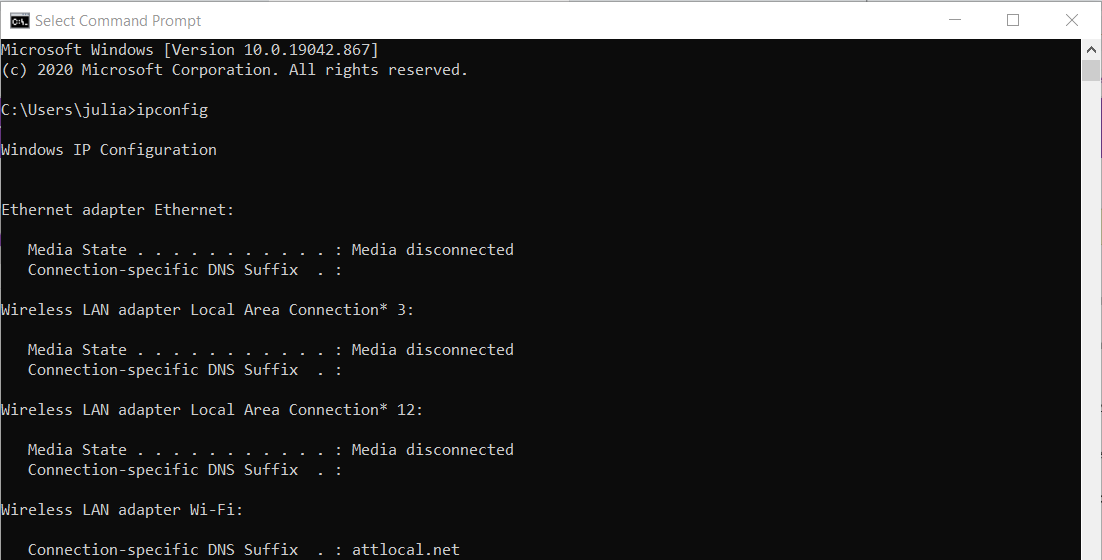 Select Command Prompt
Microsoft Windows [Version 10.0.19042.867]
(c) 2020 Microsoft Corporation. All rights reserved.
C:\Users\julia>ipconfig
Windows IP Configuration
Ethernet adapter Ethernet:
Media State . . . . . . . . . . . : Media disconnected
Connection-specific DNS Suffix  . :
Wireless LAN adapter Local Area Connection* 3:
Media State . . . . . . . . . . . : Media disconnected
Connection-specific DNS Suffix  . :
Wireless LAN adapter Local Area Connection* 12:
Media State . . . . . . . . . . . : Media disconnected
Connection-specific DNS Suffix  . :
Wireless LAN adapter Wi-Fi:
Connection-specific DNS Suffix  . : attlocal.net